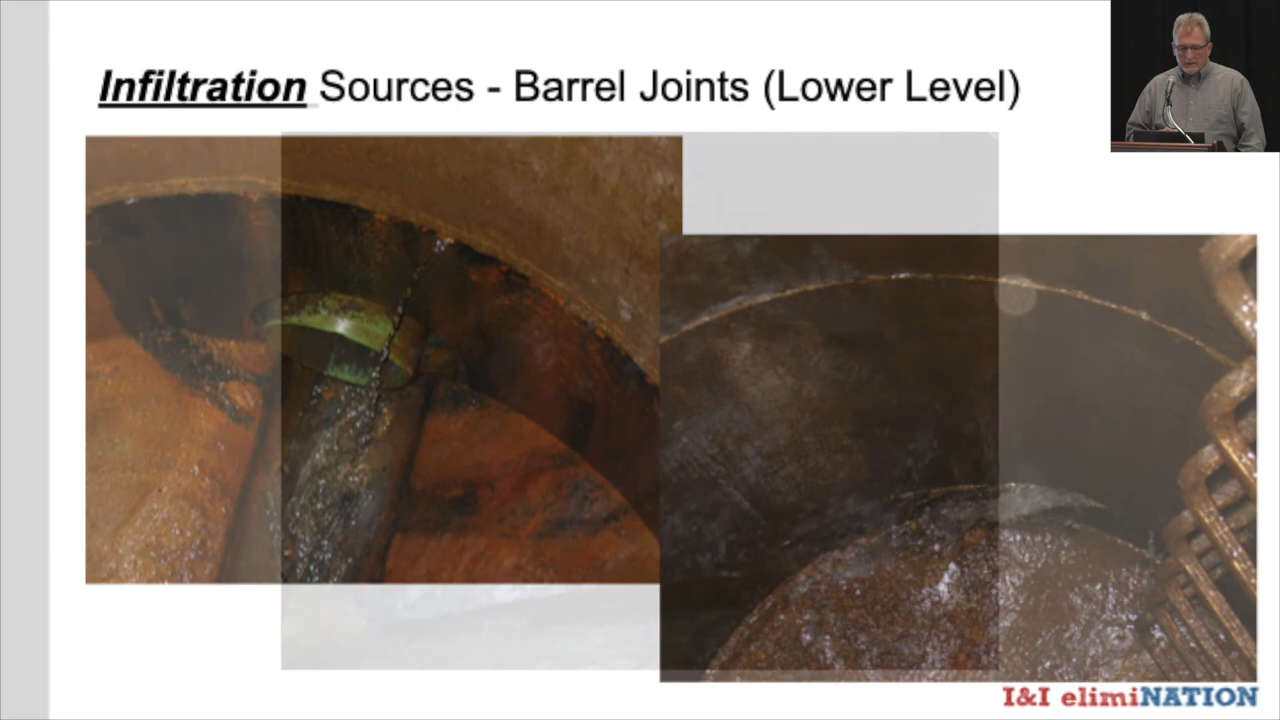 Infiltration Sources - Barrel Joints (Lower Level)
I&I elimiNATION